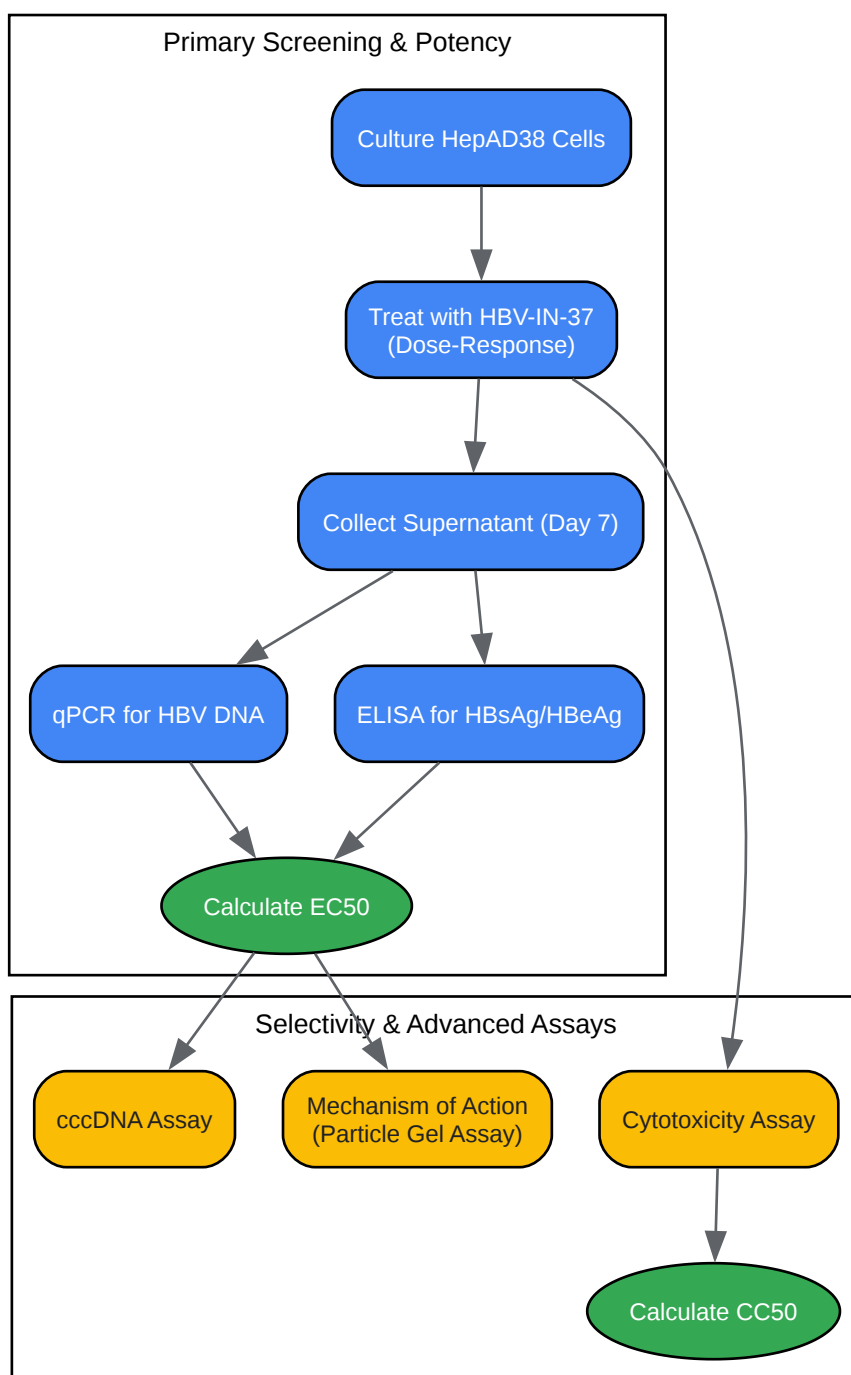 Primary Screening & Potency
Culture HepAD38 Cells
Treat with HBV-IN-37
(Dose-Response)
Collect Supernatant (Day 7)
qPCR for HBV DNA
ELISA for HBsAg/HBeAg
Calculate EC50
Selectivity & Advanced Assays
cccDNA Assay
Mechanism of Action
(Particle Gel Assay)
Cytotoxicity Assay
Calculate CC50